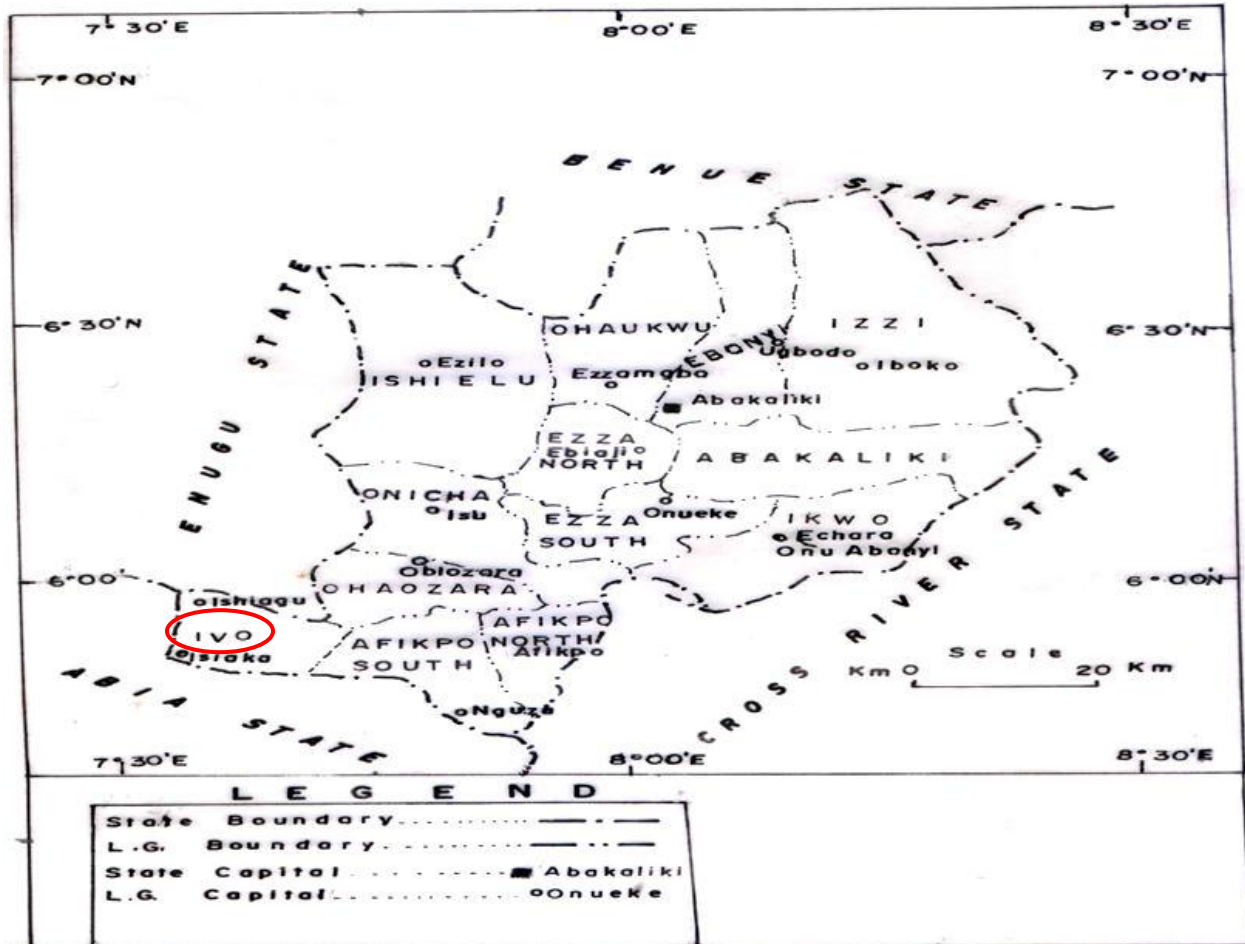 7° 30' E 8° 00' E 8° 30' E
7° 00' N 7° 00' N
BENUE STATE
ENUGU STATE
6° 30' N 6° 30' N
OHAUKWU IZZI
EBONYI
Ugbodo
Ezilo
Iboko
ISHIELU
Ezzamgbo
Abakaliki
EZZA
Ebiaji
NORTH
ABAKALIKI
ONICHA
Isu
EZZA
SOUTH
Onueke
IKWO
Echara
Onu Abonyi
CROSS RIVER STATE
6° 00' 6° 00' N
Obiozara
OHAOZARA
Ishiagu
IVO
Isiaka
AFIKPO
SOUTH
AFIKPO
NORTH
Afikpo
Scale
Km 0 20 Km
ABIA STATE
Nguzu
7° 30' E 8° 00' E 8° 30' E
LEGEND
State Boundary
L.G. Boundary
State Capital Abakaliki
L.G. Capital Onueke